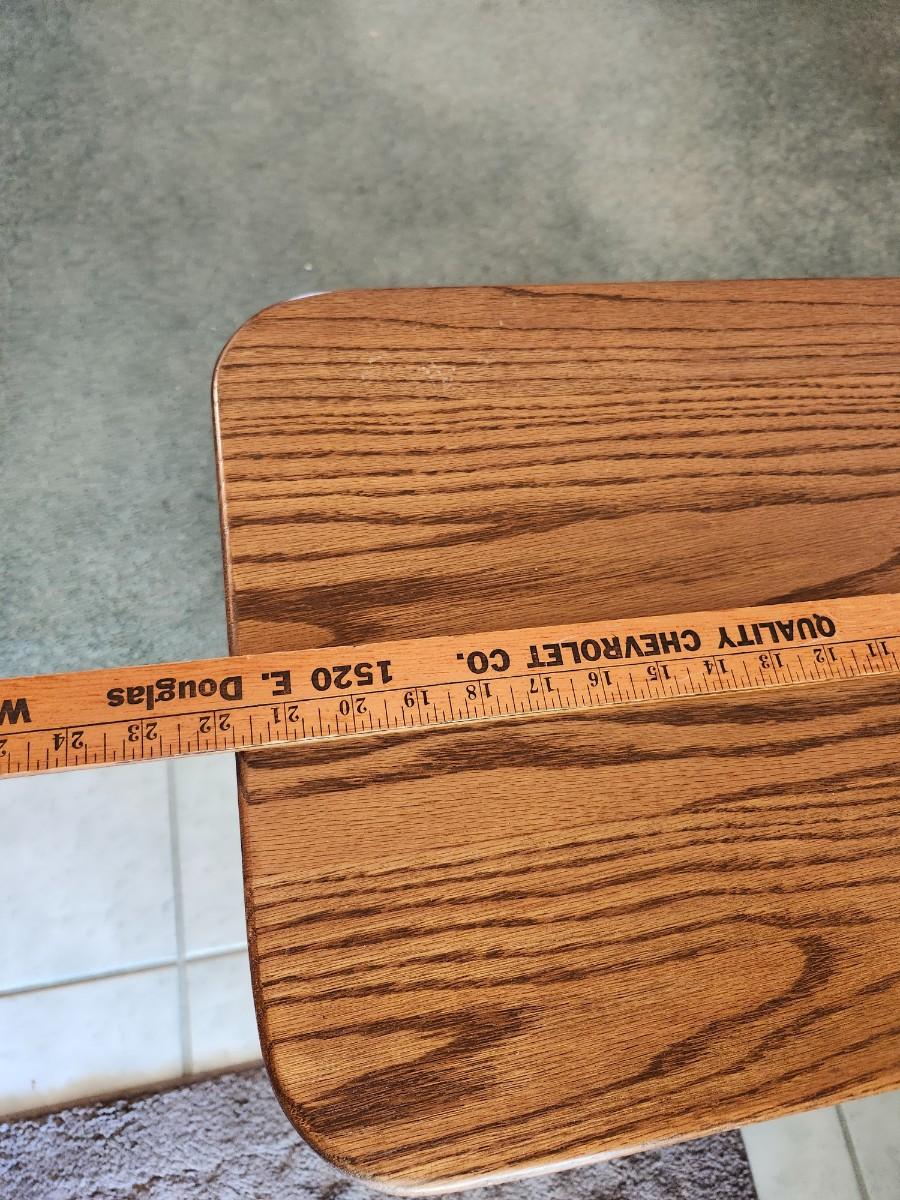 QUALITY CHEVROLET CO. 1520 E. Douglas W
11 12 13 14 15 16 17 18 19 20 21 22 23 24